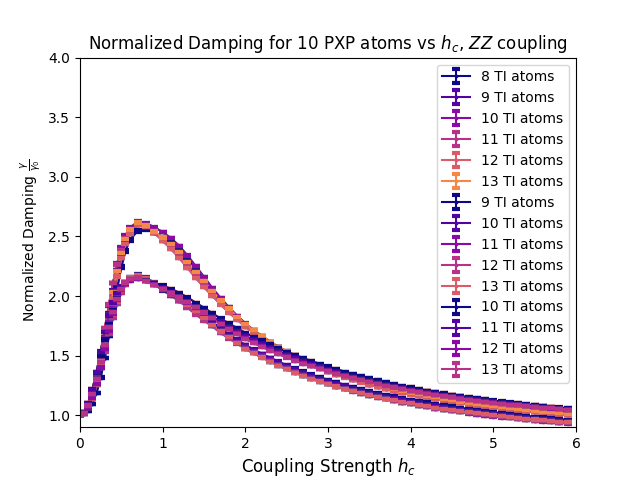 Normalized Damping for 10 PXP atoms vs $h_c$, $ZZ$ coupling
Normalized Damping $\frac{\gamma}{\gamma_0}$
4.0
3.5
3.0
2.5
2.0
1.5
1.0
8 TI atoms
9 TI atoms
10 TI atoms
11 TI atoms
12 TI atoms
13 TI atoms
9 TI atoms
10 TI atoms
11 TI atoms
12 TI atoms
13 TI atoms
10 TI atoms
11 TI atoms
12 TI atoms
13 TI atoms
0 1 2 3 4 5 6
Coupling Strength $h_c$